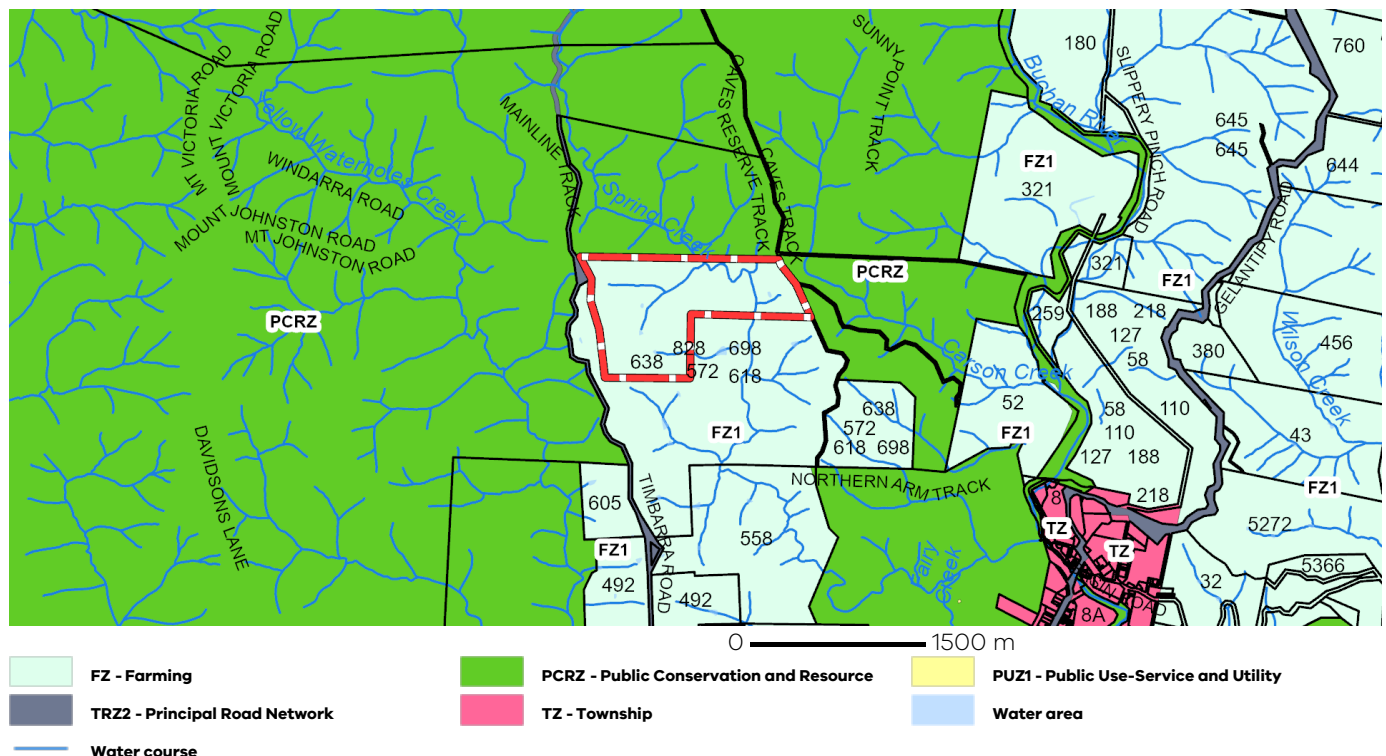 180
760
SUNNY POINT TRACK
SLIPPERY PINCH ROAD
Buchan River
MT VICTORIA ROAD
MOUNT VICTORIA ROAD
CAVES RESERVE TRACK
MAINLINE TRACK
Yellow Waterholes Creek
645
645
644
FZ1
321
WINDARRA ROAD
CAVES TRACK
Spring Creek
MOUNT JOHNSTON ROAD
MT JOHNSTON ROAD
GELANTIPY ROAD
PCRZ
321
FZ1
PCRZ
259
188
218
127
58
Wilson Creek
456
380
638
828
698
572
618
Carson Creek
52
638
572
618 698
58
110
110
127
188
43
FZ1
FZ1
DAVIDSONS LANE
NORTHERN ARM TRACK
FZ1
605
TIMBARRA ROAD
8
218
5272
TZ
TZ
558
FZ1
Fairy Creek
492
492
32
5366
ROAD
8A
0 1500 m
FZ - Farming
PCRZ - Public Conservation and Resource
PUZ1 - Public Use-Service and Utility
TRZ2 - Principal Road Network
TZ - Township
Water area
Water course